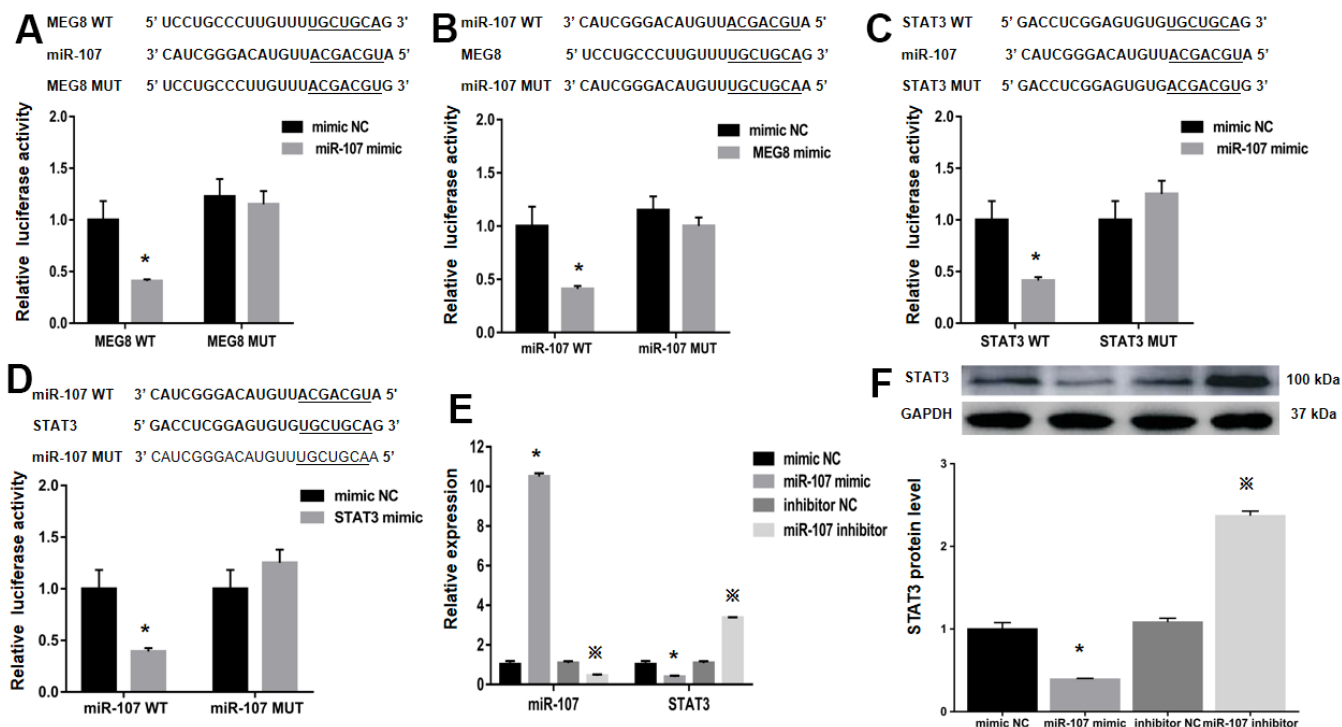 A
MEG8 WT 5' UCCUGCCCUUGUUUUGCUGCAG 3'
miR-107 3' CAUCGGGACAUGUUACGACGUA 5'
MEG8 MUT 5' UCCUGCCCUUGUUUACGACGUG 3'
Relative luciferase activity
2.0
1.5
1.0
0.5
0.0
mimic NC
miR-107 mimic
*
MEG8 WT MEG8 MUT
B
miR-107 WT 3' CAUCGGGACAUGUUACGACGUA 5'
MEG8 5' UCCUGCCCUUGUUUUGCUGCAG 3'
miR-107 MUT 3' CAUCGGGACAUGUUUGCUGCAA 5'
Relative luciferase activity
2.0
1.5
1.0
0.5
0.0
mimic NC
MEG8 mimic
*
miR-107 WT miR-107 MUT
C
STAT3 WT 5' GACCUCGGAGUGUGUGCUGCAG 3'
miR-107 3' CAUCGGGACAUGUUACGACGUA 5'
STAT3 MUT 5' GACCUCGGAGUGUGACGACGUG 3'
Relative luciferase activity
2.0
1.5
1.0
0.5
0.0
mimic NC
miR-107 mimic
*
STAT3 WT STAT3 MUT
D
miR-107 WT 3' CAUCGGGACAUGUUACGACGUA 5'
STAT3 5' GACCUCGGAGUGUGUGCUGCAG 3'
miR-107 MUT 3' CAUCGGGACAUGUUUGCUGCAA 5'
Relative luciferase activity
2.0
1.5
1.0
0.5
0.0
mimic NC
STAT3 mimic
*
miR-107 WT miR-107 MUT
E
Relative expression
12
10
8
6
4
2
0
mimic NC
miR-107 mimic
inhibitor NC
miR-107 inhibitor
*
※
*
※
miR-107 STAT3
F
STAT3 100 kDa
GAPDH 37 kDa
STAT3 protein level
3
2
1
0
*
※
mimic NC miR-107 mimic inhibitor NC miR-107 inhibitor